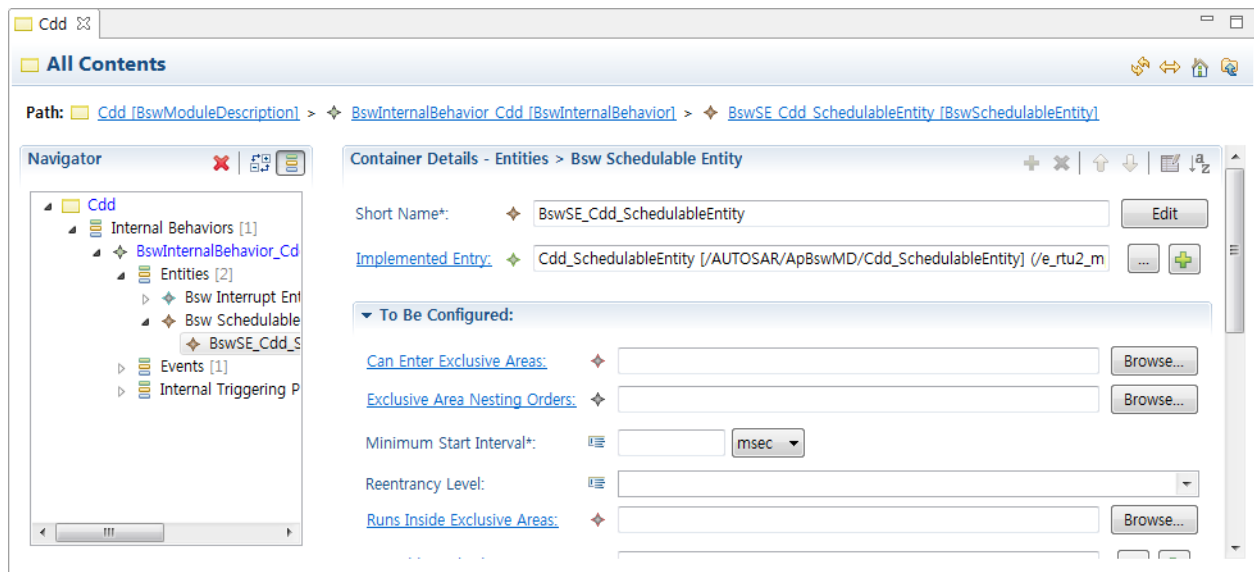 Cdd
All Contents
Path: Cdd [BswModuleDescription] > BswInternalBehavior_Cdd [BswInternalBehavior] > BswSE_Cdd_SchedulableEntity [BswSchedulableEntity]
Navigator
Cdd
Internal Behaviors [1]
BswInternalBehavior_Cd
Entities [2]
Bsw Interrupt Ent
Bsw Schedulable
BswSE_Cdd_S
Events [1]
Internal Triggering P
Container Details - Entities > Bsw Schedulable Entity
Short Name*: BswSE_Cdd_SchedulableEntity Edit
Implemented Entry: Cdd_SchedulableEntity [/AUTOSAR/ApBswMD/Cdd_SchedulableEntity] (/e_rtu2_m ...
To Be Configured:
Can Enter Exclusive Areas: Browse...
Exclusive Area Nesting Orders: Browse...
Minimum Start Interval*: msec
Reentrancy Level:
Runs Inside Exclusive Areas: Browse...